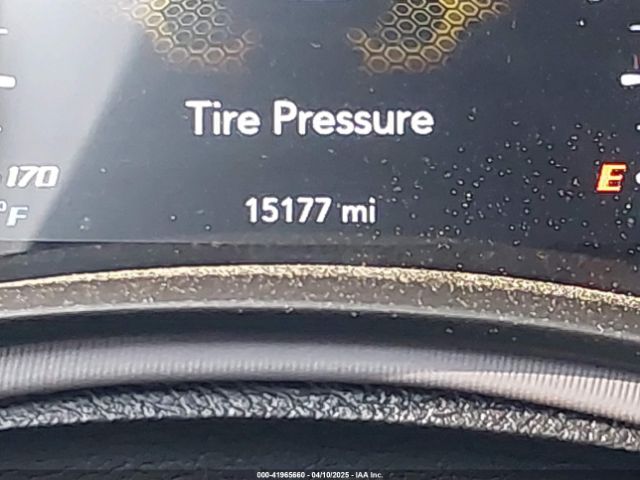 Tire Pressure
170
°F
E
15177 mi
000-41965660 - 04/10/2025 - IAA Inc.